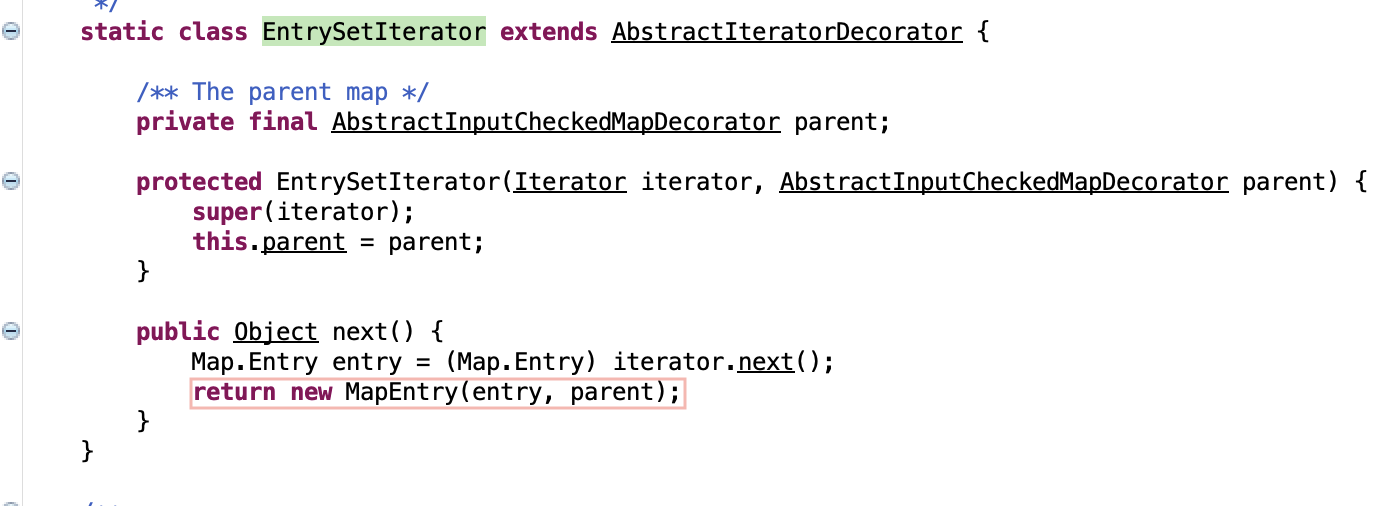 */
static class EntrySetIterator extends AbstractIteratorDecorator {
/** The parent map */
private final AbstractInputCheckedMapDecorator parent;
protected EntrySetIterator(Iterator iterator, AbstractInputCheckedMapDecorator parent) {
super(iterator);
this.parent = parent;
}
public Object next() {
Map.Entry entry = (Map.Entry) iterator.next();
return new MapEntry(entry, parent);
}
}
/**